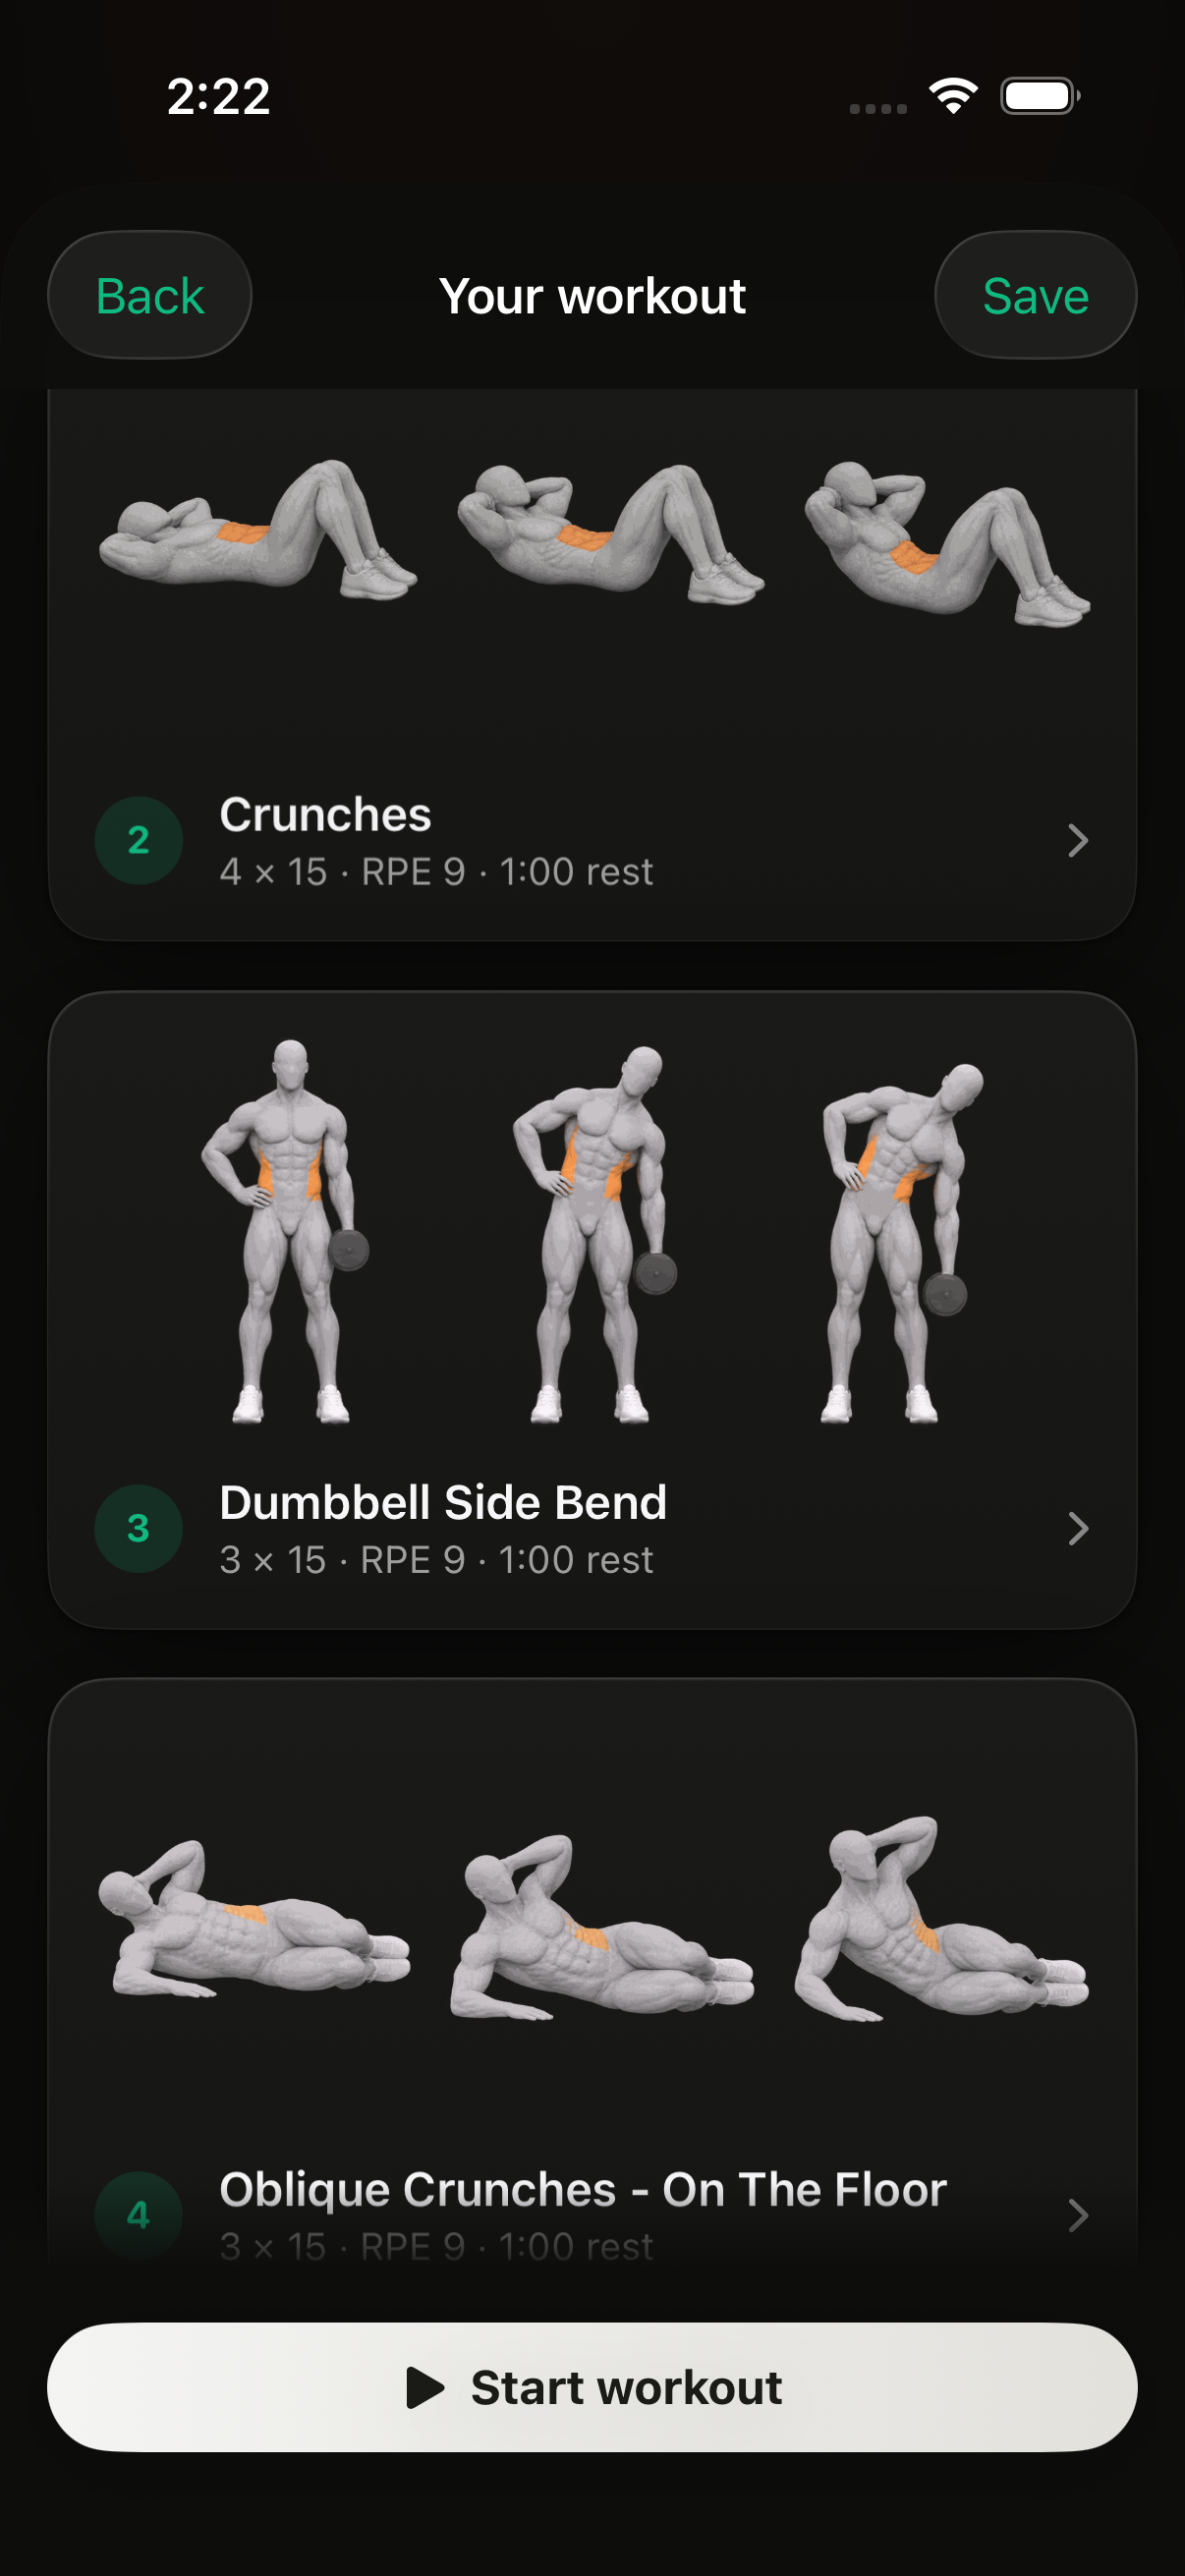 2:22
Back
Your workout
Save
2
Crunches
4 × 15 · RPE 9 · 1:00 rest
3
Dumbbell Side Bend
3 × 15 · RPE 9 · 1:00 rest
4
Oblique Crunches - On The Floor
3 × 15 · RPE 9 · 1:00 rest
Start workout